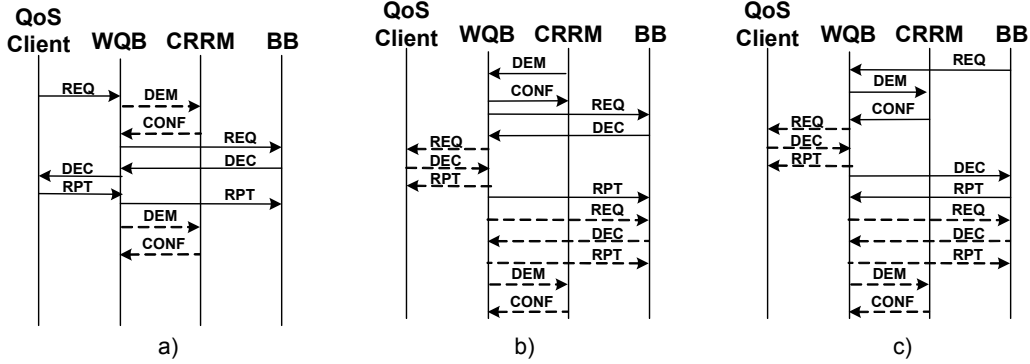 QoS
Client WQB CRRM BB
REQ
DEM
CONF
REQ
DEC
DEC
RPT
RPT
DEM
CONF
a)
QoS
Client WQB CRRM BB
DEM
CONF
REQ
DEC
REQ
DEC
RPT
RPT
REQ
DEC
RPT
DEM
CONF
b)
QoS
Client WQB CRRM BB
REQ
DEM
CONF
REQ
DEC
RPT
DEC
RPT
REQ
DEC
RPT
DEM
CONF
c)